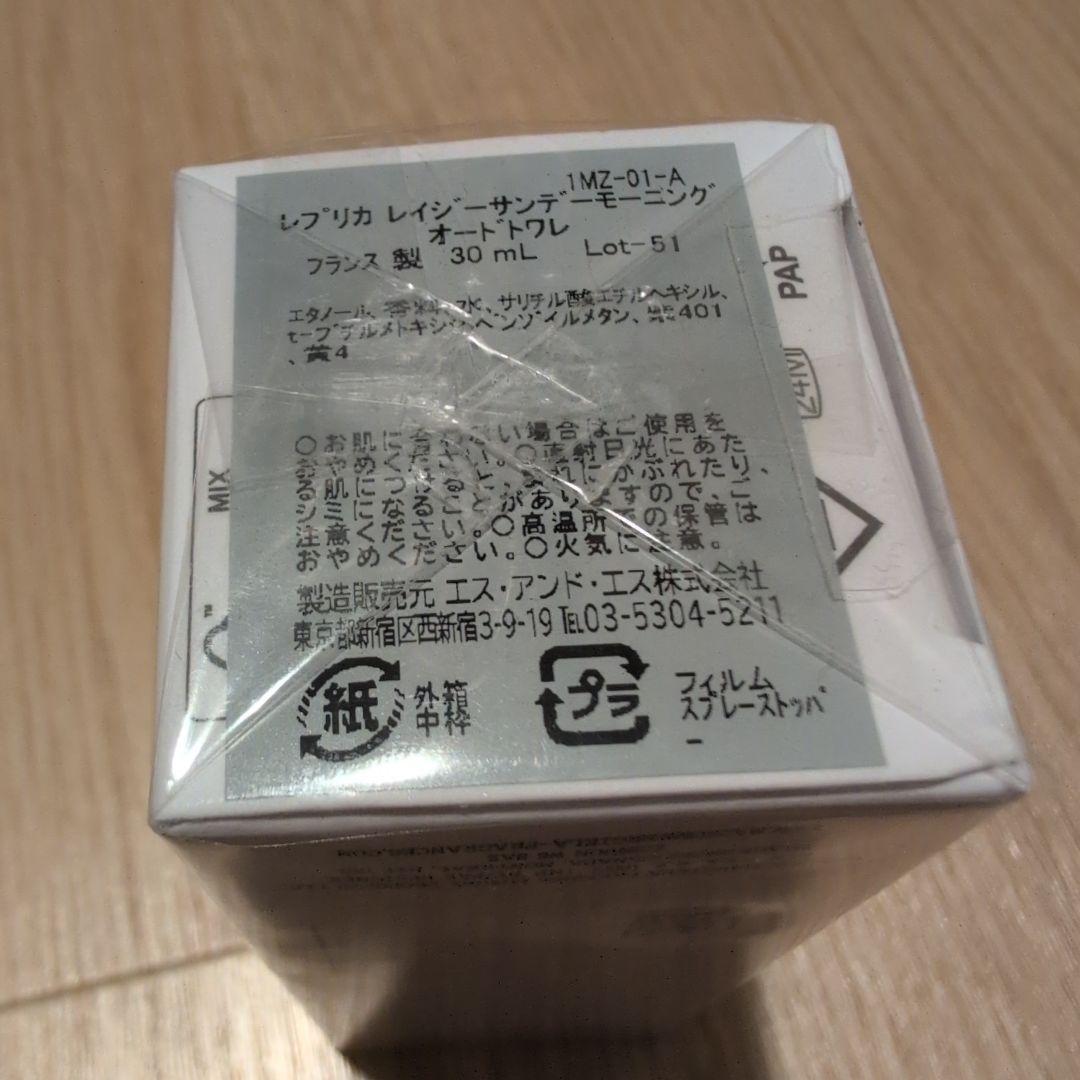 1MZ-01-A
レプリカ レイジーサンデーモーニング
オードトワレ
フランス 製 30 mL Lot-51
エタノール、香料、水、サリチル酸エチルヘキシル、
t-ブチルメトキシジベンゾイルメタン、紫401
、黄4
○お肌に合わない場合はご使用を
おやめください。○直射日光にあた
るお肌につけますと、かぶれたり、
シミになることがありますので、ご
注意ください。○高温所での保管は
おやめください。○火気に注意。
製造販売元 エス・アンド・エス株式会社
東京都新宿区西新宿3-9-19 TEL03-5304-5211
紙 外箱
中枠
プラ フィルム
スプレーストッパ
-
PAP
24M
MIX